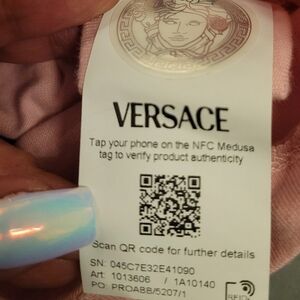 VERSACE
Tap your phone on the NFC Medusa
tag to verify product authenticity
Scan QR code for further details
SN: 045C7E32E41090
Art: 1013606 / 1A10140
PO: PROABB/5207/1
RFID